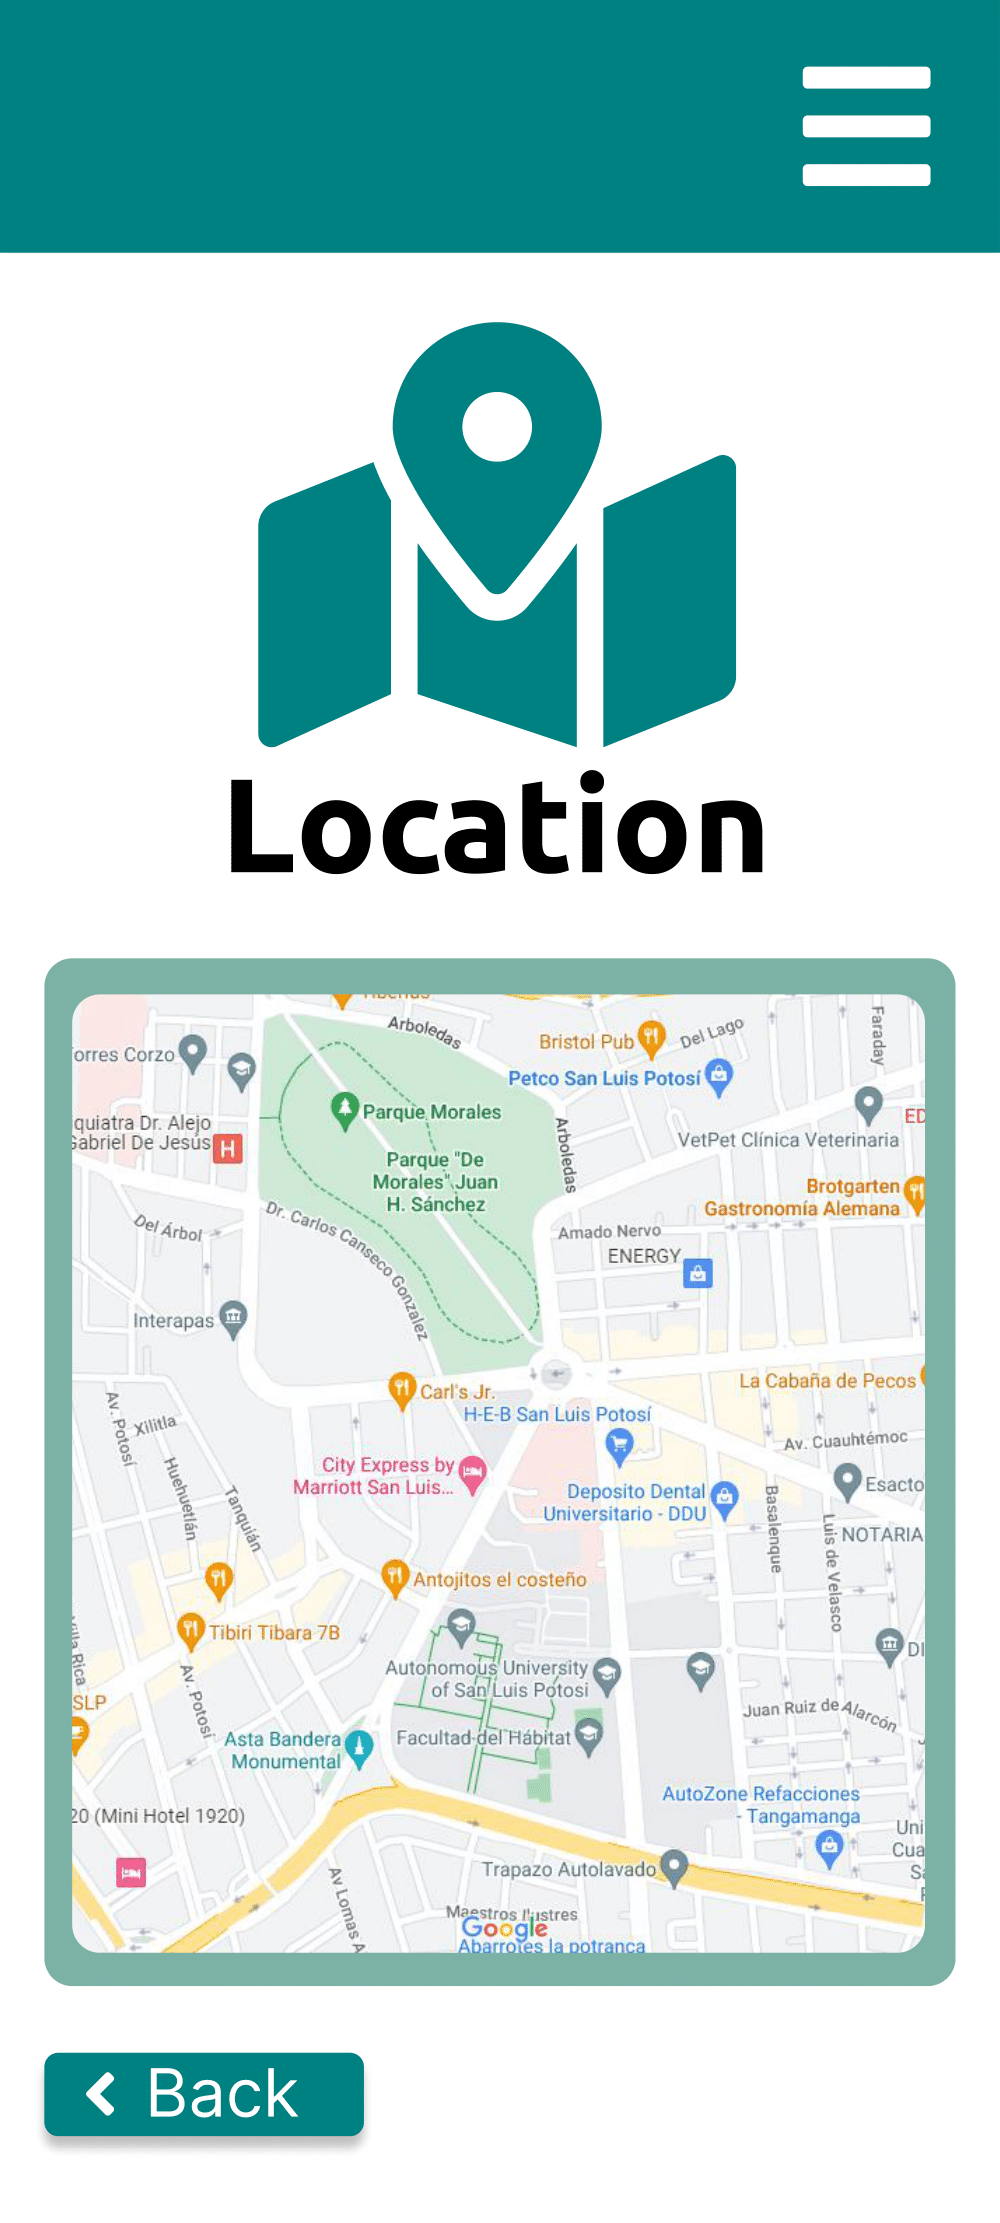 Location
Tiberius
Arboledas
Bristol Pub
Del Lago
Faraday
Torres Corzo
Petco San Luis Potosí
Parque Morales
ED
quiatra Dr. Alejo
Gabriel De Jesús
H
Arboledas
VetPet Clínica Veterinaria
Parque "De
Morales" Juan
H. Sánchez
Brotgarten
Gastronomía Alemana
Del Árbol
Dr. Carlos Canseco Gonzalez
Amado Nervo
ENERGY
Interapas
La Cabaña de Pecos
Carl's Jr.
H-E-B San Luis Potosí
Av. Potosí
Xilitla
Av. Cuauhtémoc
City Express by
Marriott San Luis...
Huehuetlán
Tanquián
Deposito Dental
Universitario - DDU
Basalenque
Esacto
Luis de Velasco
NOTARIA
Antojitos el costeño
Tibiri Tibara 7B
Villa Rica
Av. Potosí
Autonomous University
of San Luis Potosi
DI
SLP
Juan Ruiz de Alarcón
Asta Bandera
Monumental
Facultad del Hábitat
AutoZone Refacciones
- Tangamanga
20 (Mini Hotel 1920)
Uni
Cua
Trapazo Autolavado
Av Lomas A
Maestros Ilustres
Google
Abarrotes la potranca
Back